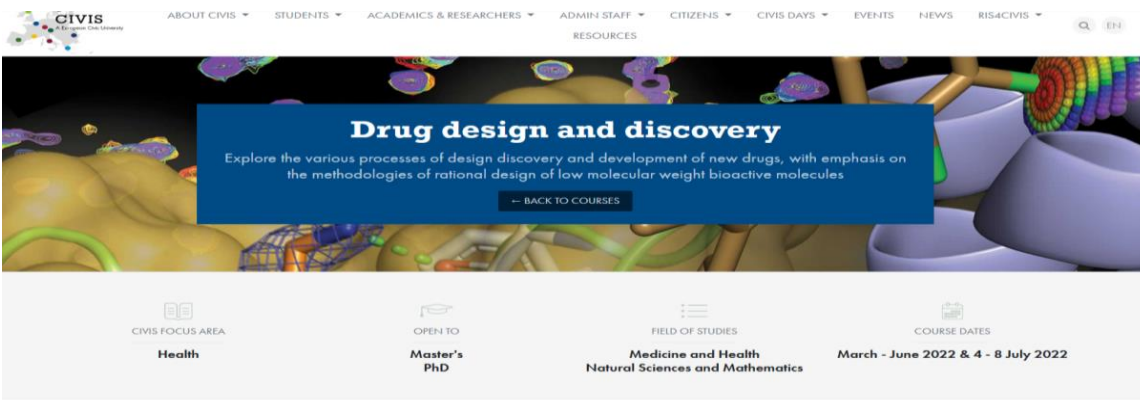 CIVIS
A European Civic University
ABOUT CIVIS
STUDENTS
ACADEMICS & RESEARCHERS
ADMIN STAFF
CITIZENS
CIVIS DAYS
EVENTS
NEWS
RIS4CIVIS
RESOURCES
EN
Drug design and discovery
Explore the various processes of design discovery and development of new drugs, with emphasis on
the methodologies of rational design of low molecular weight bioactive molecules
← BACK TO COURSES
CIVIS FOCUS AREA
Health
OPEN TO
Master's
PhD
FIELD OF STUDIES
Medicine and Health
Natural Sciences and Mathematics
COURSE DATES
March - June 2022 & 4 - 8 July 2022